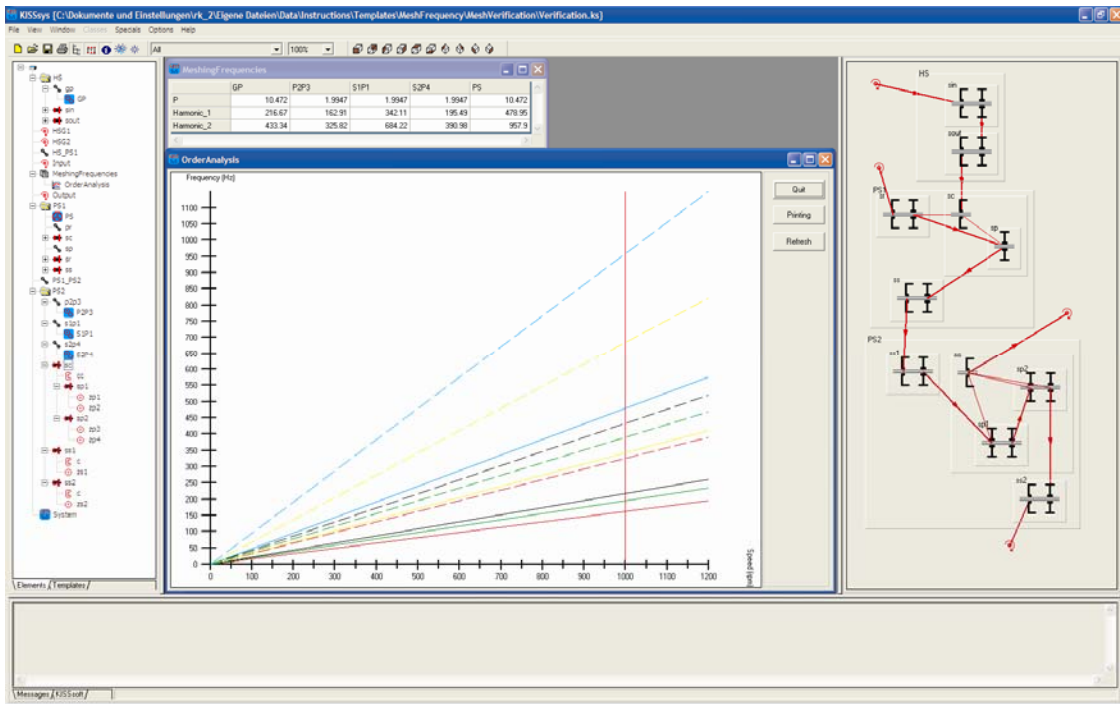 KISSsys [C:\Dokumente und Einstellungen\rk_2\Eigene Dateien\Data\Instructions\Templates\MeshFrequency\MeshVerification\Verification.ks]
File View Window Classes Specials Options Help
All
100%
HS
gp
GP
sin
sout
HSG1
HSG2
HS_PS1
Input
MeshingFrequencies
OrderAnalysis
Output
PS1
PS
pr
sc
sp
sr
ss
PS1_PS2
PS2
p2p3
P2P3
s1p1
S1P1
s2p4
S2P4
cc
sp1
zp1
zp2
sp2
zp3
zp4
ss1
c
zs1
ss2
c
zs2
System
Elements Templates
MeshingFrequencies
GP P2P3 S1P1 S2P4 PS
P 10.472 1.9947 1.9947 1.9947 10.472
Harmonic_1 216.67 162.91 342.11 195.49 478.95
Harmonic_2 433.34 325.82 684.22 390.98 957.9
OrderAnalysis
Frequency (Hz)
1100
1050
1000
950
900
850
800
750
700
650
600
550
500
450
400
350
300
250
200
150
100
50
0
0 100 200 300 400 500 600 700 800 900 1000 1100 1200
Speed [rpm]
Quit
Printing
Refresh
HS
sin
sout
PS1
sc
sp
ss
PS2
ss1
sp2
ss2
Messages KISSsoft